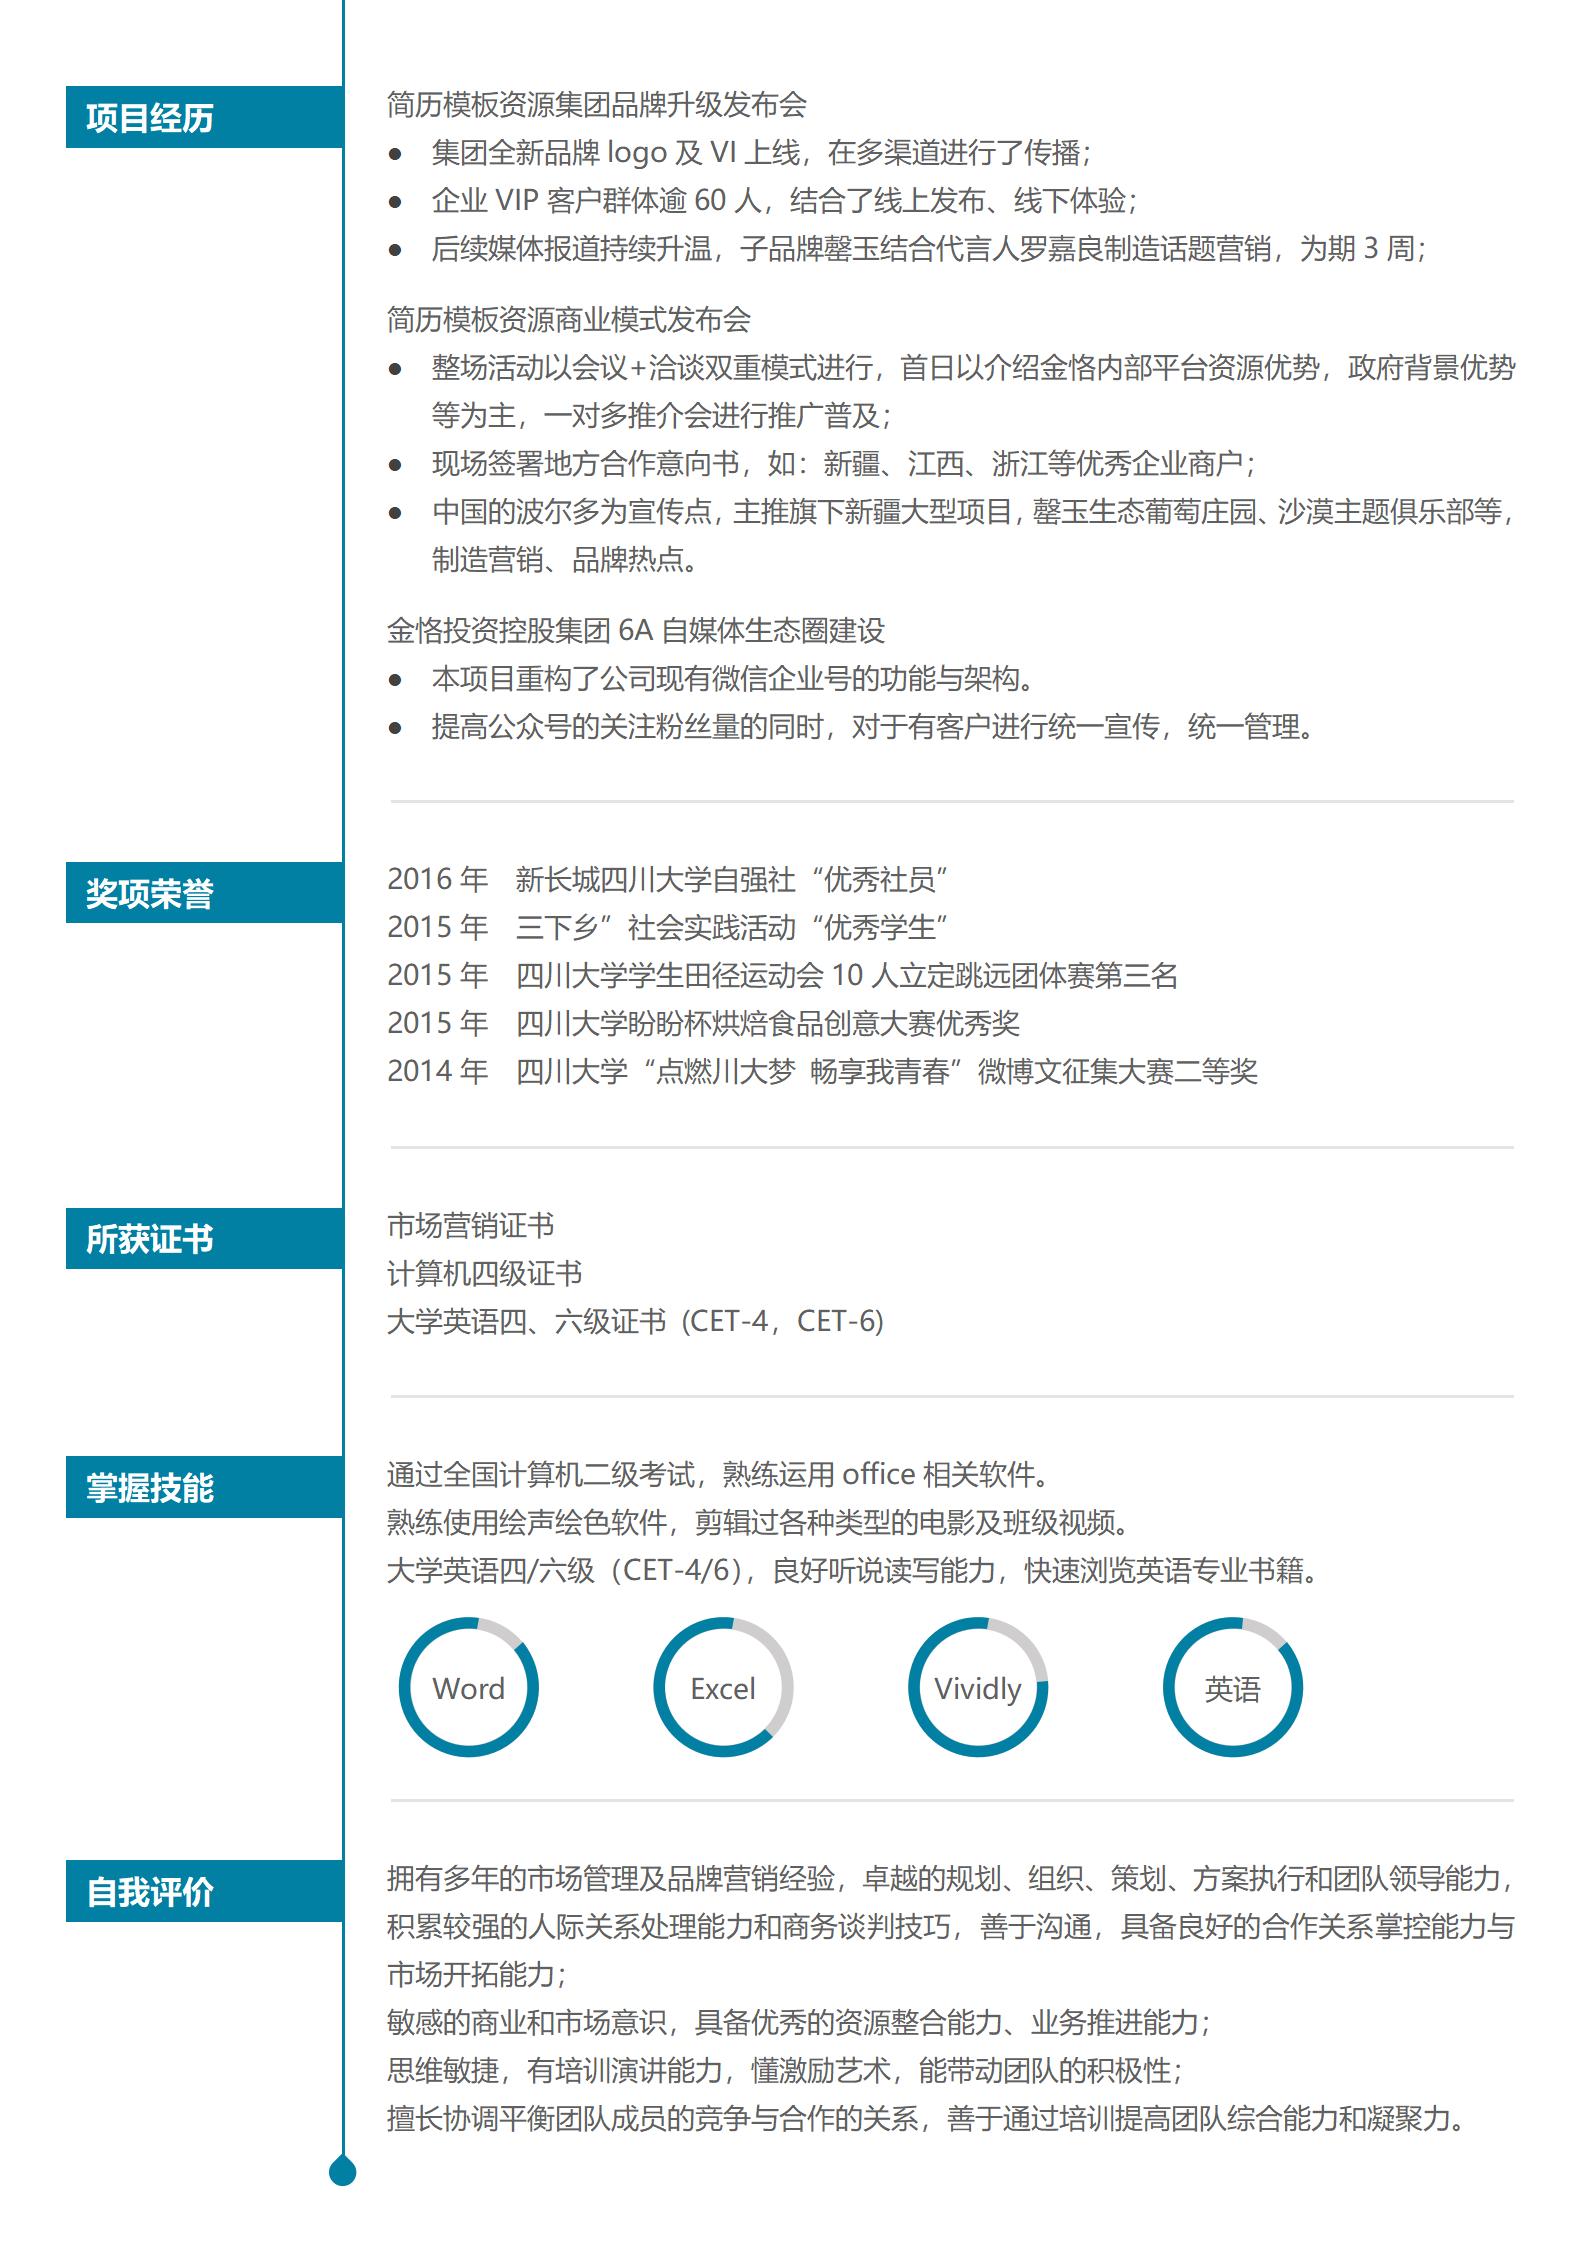 项目经历
简历模板资源集团品牌升级发布会
● 集团全新品牌 logo 及 VI 上线，在多渠道进行了传播；
● 企业 VIP 客户群体逾 60 人，结合了线上发布、线下体验；
● 后续媒体报道持续升温，子品牌罄玉结合代言人罗嘉良制造话题营销，为期 3 周；
简历模板资源商业模式发布会
● 整场活动以会议+洽谈双重模式进行，首日以介绍金恪内部平台资源优势，政府背景优势
等为主，一对多推介会进行推广普及；
● 现场签署地方合作意向书，如：新疆、江西、浙江等优秀企业商户；
● 中国的波尔多为宣传点，主推旗下新疆大型项目，罄玉生态葡萄庄园、沙漠主题俱乐部等，
制造营销、品牌热点。
金恪投资控股集团 6A 自媒体生态圈建设
● 本项目重构了公司现有微信企业号的功能与架构。
● 提高公众号的关注粉丝量的同时，对于有客户进行统一宣传，统一管理。
奖项荣誉
2016 年 新长城四川大学自强社“优秀社员”
2015 年 三下乡”社会实践活动“优秀学生”
2015 年 四川大学学生田径运动会 10 人立定跳远团体赛第三名
2015 年 四川大学盼盼杯烘焙食品创意大赛优秀奖
2014 年 四川大学“点燃川大梦 畅享我青春”微博文征集大赛二等奖
所获证书
市场营销证书
计算机四级证书
大学英语四、六级证书 (CET-4，CET-6)
掌握技能
通过全国计算机二级考试，熟练运用 office 相关软件。
熟练使用绘声绘色软件，剪辑过各种类型的电影及班级视频。
大学英语四/六级（CET-4/6），良好听说读写能力，快速浏览英语专业书籍。
Word Excel Vividly 英语
自我评价
拥有多年的市场管理及品牌营销经验，卓越的规划、组织、策划、方案执行和团队领导能力，
积累较强的人际关系处理能力和商务谈判技巧，善于沟通，具备良好的合作关系掌控能力与
市场开拓能力；
敏感的商业和市场意识，具备优秀的资源整合能力、业务推进能力；
思维敏捷，有培训演讲能力，懂激励艺术，能带动团队的积极性；
擅长协调平衡团队成员的竞争与合作的关系，善于通过培训提高团队综合能力和凝聚力。